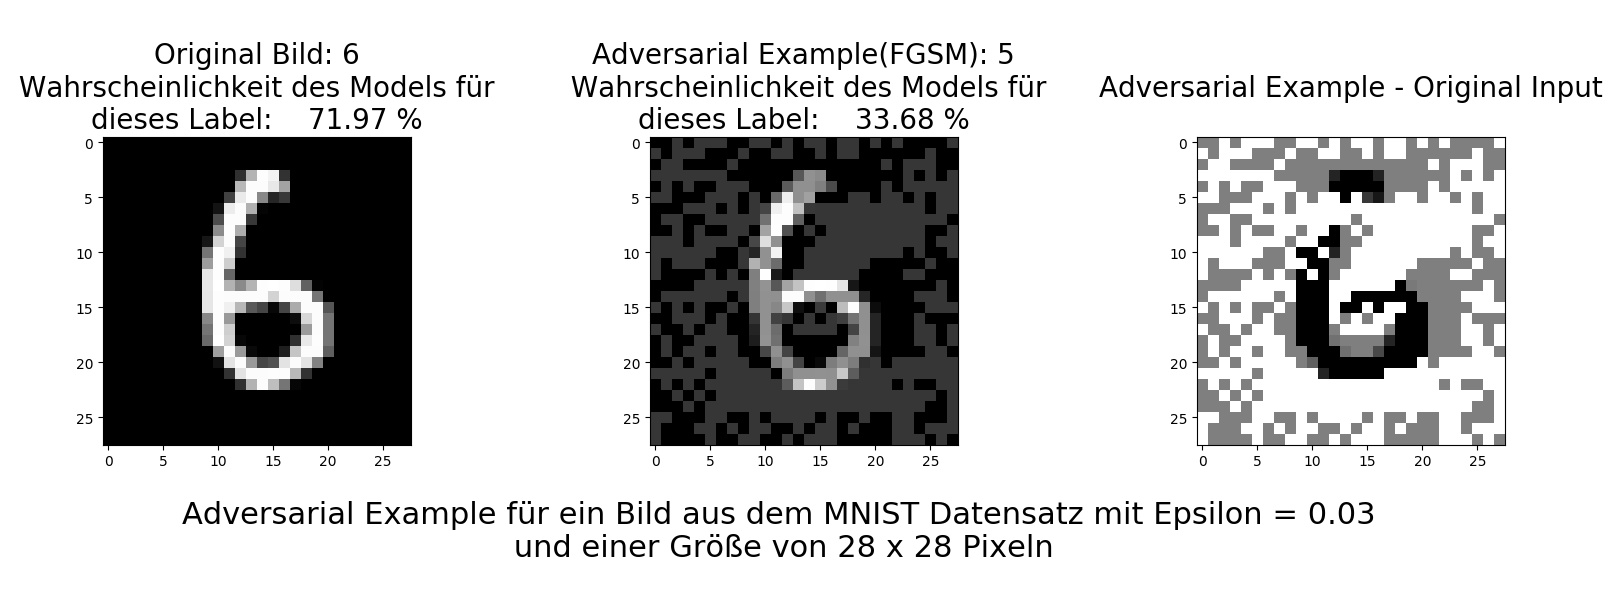 Original Bild: 6
Wahrscheinlichkeit des Models für
dieses Label: 71.97 %
0
5
10
15
20
25
0 5 10 15 20 25
Adversarial Example(FGSM): 5
Wahrscheinlichkeit des Models für
dieses Label: 33.68 %
0
5
10
15
20
25
0 5 10 15 20 25
Adversarial Example - Original Input
0
5
10
15
20
25
0 5 10 15 20 25
Adversarial Example für ein Bild aus dem MNIST Datensatz mit Epsilon = 0.03
und einer Größe von 28 x 28 Pixeln